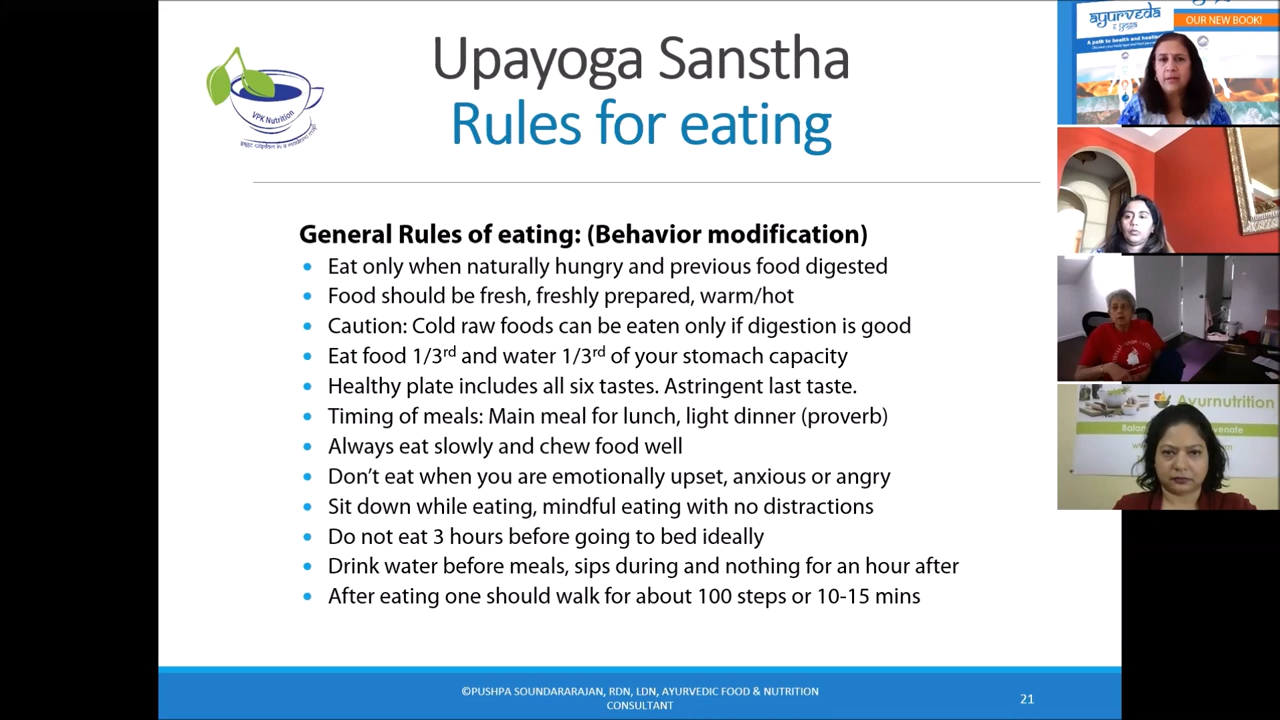 Upayoga Sanstha
Rules for eating
VPK Nutrition
General Rules of eating: (Behavior modification)
• Eat only when naturally hungry and previous food digested
• Food should be fresh, freshly prepared, warm/hot
• Caution: Cold raw foods can be eaten only if digestion is good
• Eat food 1/3rd and water 1/3rd of your stomach capacity
• Healthy plate includes all six tastes. Astringent last taste.
• Timing of meals: Main meal for lunch, light dinner (proverb)
• Always eat slowly and chew food well
• Don’t eat when you are emotionally upset, anxious or angry
• Sit down while eating, mindful eating with no distractions
• Do not eat 3 hours before going to bed ideally
• Drink water before meals, sips during and nothing for an hour after
• After eating one should walk for about 100 steps or 10-15 mins
©PUSHPA SOUNDARARAJAN, RDN, LDN, AYURVEDIC FOOD & NUTRITION
CONSULTANT
21
ayurveda
OUR NEW BOOK!
A path to health and
Ayurnutrition